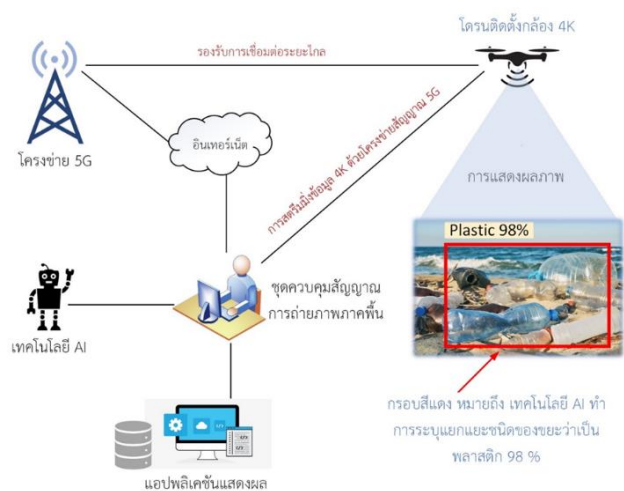 โดรนติดตั้งกล้อง 4K
รองรับการเชื่อมต่อระยะไกล
โครงข่าย 5G
อินเทอร์เน็ต
การสตรีมมิ่งข้อมูล 4K ด้วยโครงข่ายสัญญาณ 5G
การแสดงผลภาพ
Plastic 98%
ชุดควบคุมสัญญาณ
การถ่ายภาพภาคพื้น
เทคโนโลยี AI
กรอบสีแดง หมายถึง เทคโนโลยี AI ทำ
การระบุแยกแยะชนิดของขยะว่าเป็น
พลาสติก 98 %
แอปพลิเคชันแสดงผล